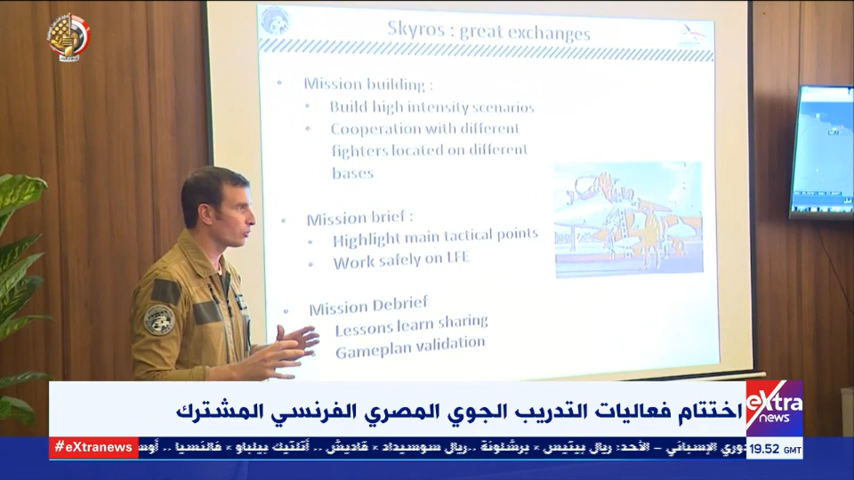 Skyros : great exchanges
• Mission building :
• Build high intensity scenarios
• Cooperation with different
fighters located on different
bases
• Mission brief :
• Highlight main tactical points
• Work safely on LFE
• Mission Debrief
Lessons learn sharing
Gameplan validation
اختتام فعاليات التدريب الجوي المصري الفرنسي المشترك
eXtra
news
#eXtranews
دوري الإسباني – الأحد: ريال بيتيس × برشلونة ..ريال سوسيداد × قاديش .. أتلتيك بيلباو × فالنسيا .. أوس
19.52 GMT